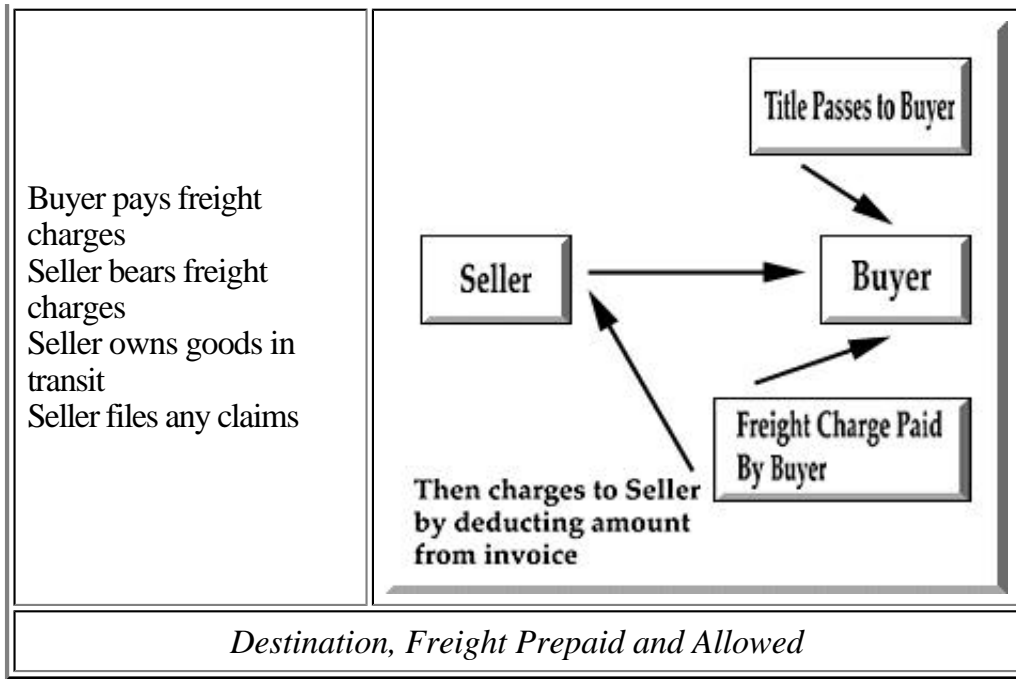 Buyer pays freight
charges
Seller bears freight
charges
Seller owns goods in
transit
Seller files any claims
Title Passes to Buyer
Seller
Buyer
Freight Charge Paid
By Buyer
Then charges to Seller
by deducting amount
from invoice
Destination, Freight Prepaid and Allowed